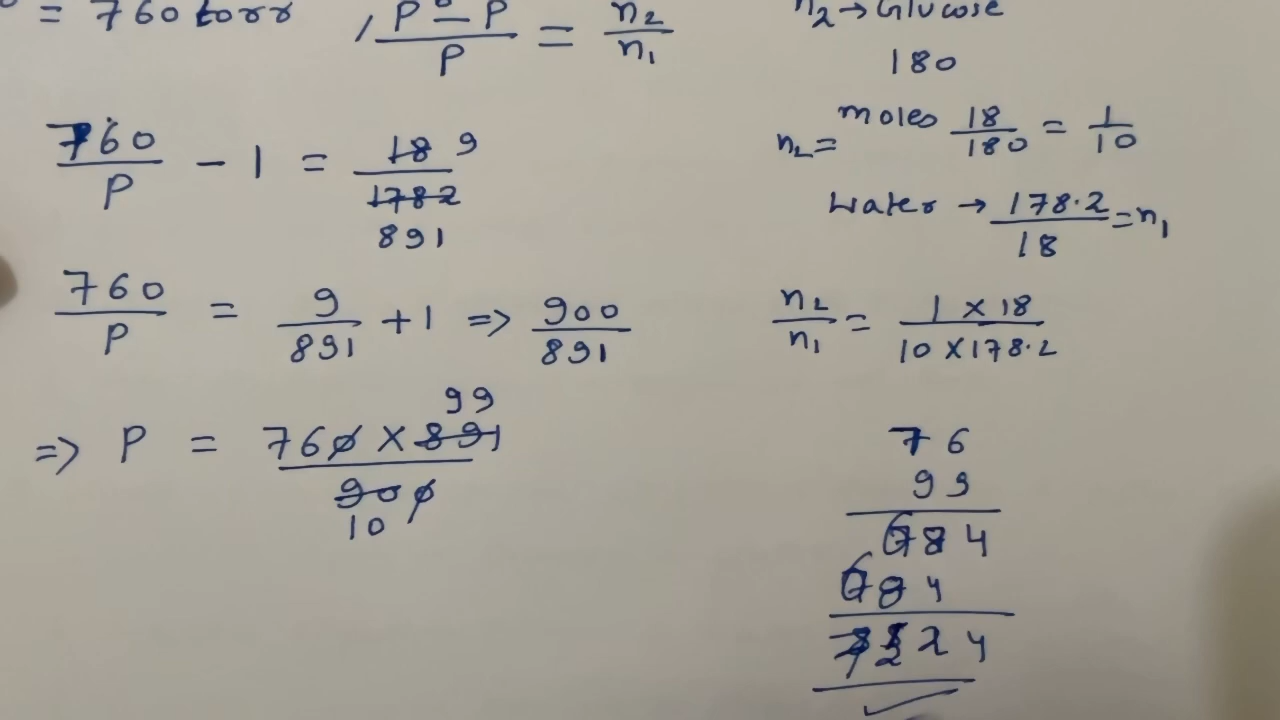 = 760 torr
P° - P / P = n2 / n1
760 / P - 1 = 18 9 / 1782 891
760 / P = 9 / 891 + 1 => 900 / 891
=> P = 760 × 891 99 / 900 10
n2 → Glucose
180
n2 = moles 18 / 180 = 1 / 10
Water → 178.2 / 18 = n1
n2 / n1 = 1 × 18 / 10 × 178.2
76
99
684
684
7524